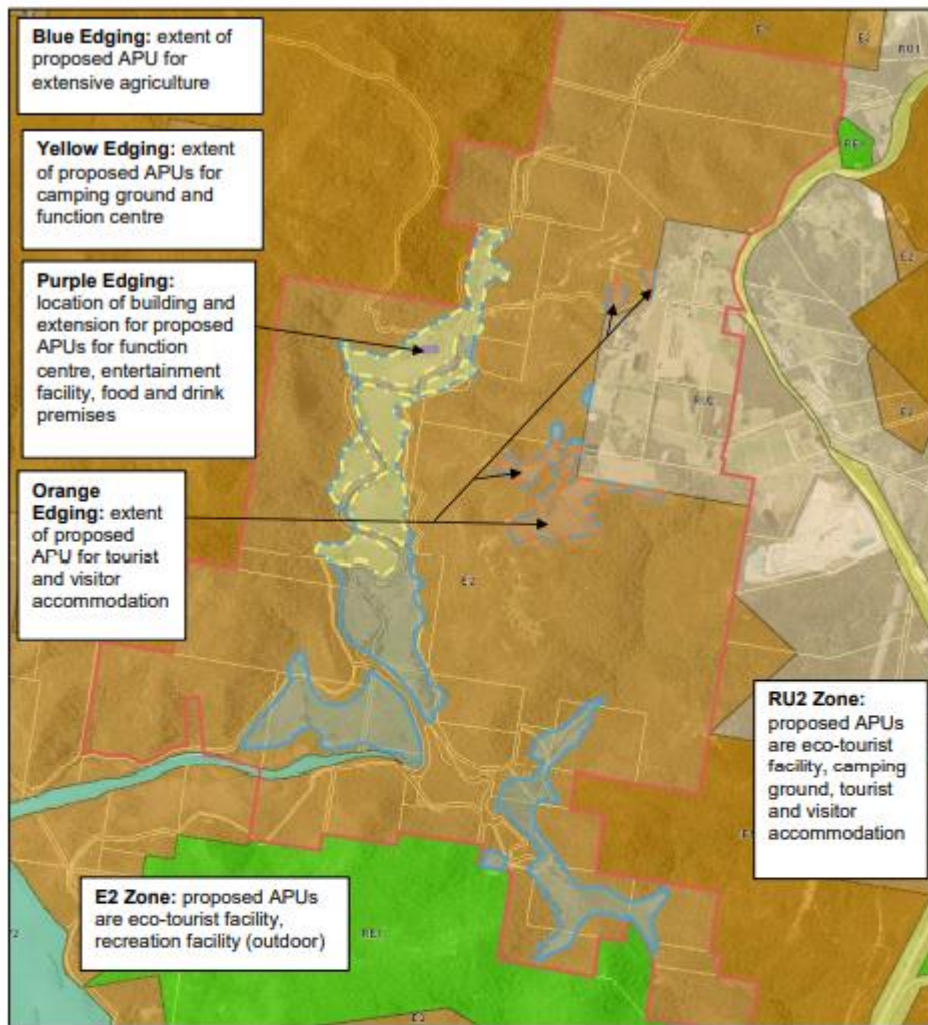 Blue Edging: extent of
proposed APU for
extensive agriculture
Yellow Edging: extent
of proposed APUs for
camping ground and
function centre
Purple Edging:
location of building and
extension for proposed
APUs for function
centre, entertainment
facility, food and drink
premises
Orange
Edging: extent
of proposed
APU for tourist
and visitor
accommodation
RU2 Zone:
proposed APUs
are eco-tourist
facility, camping
ground, tourist
and visitor
accommodation
E2 Zone: proposed APUs
are eco-tourist facility,
recreation facility (outdoor)
E2
RE1
E2
E2
E2
RE1